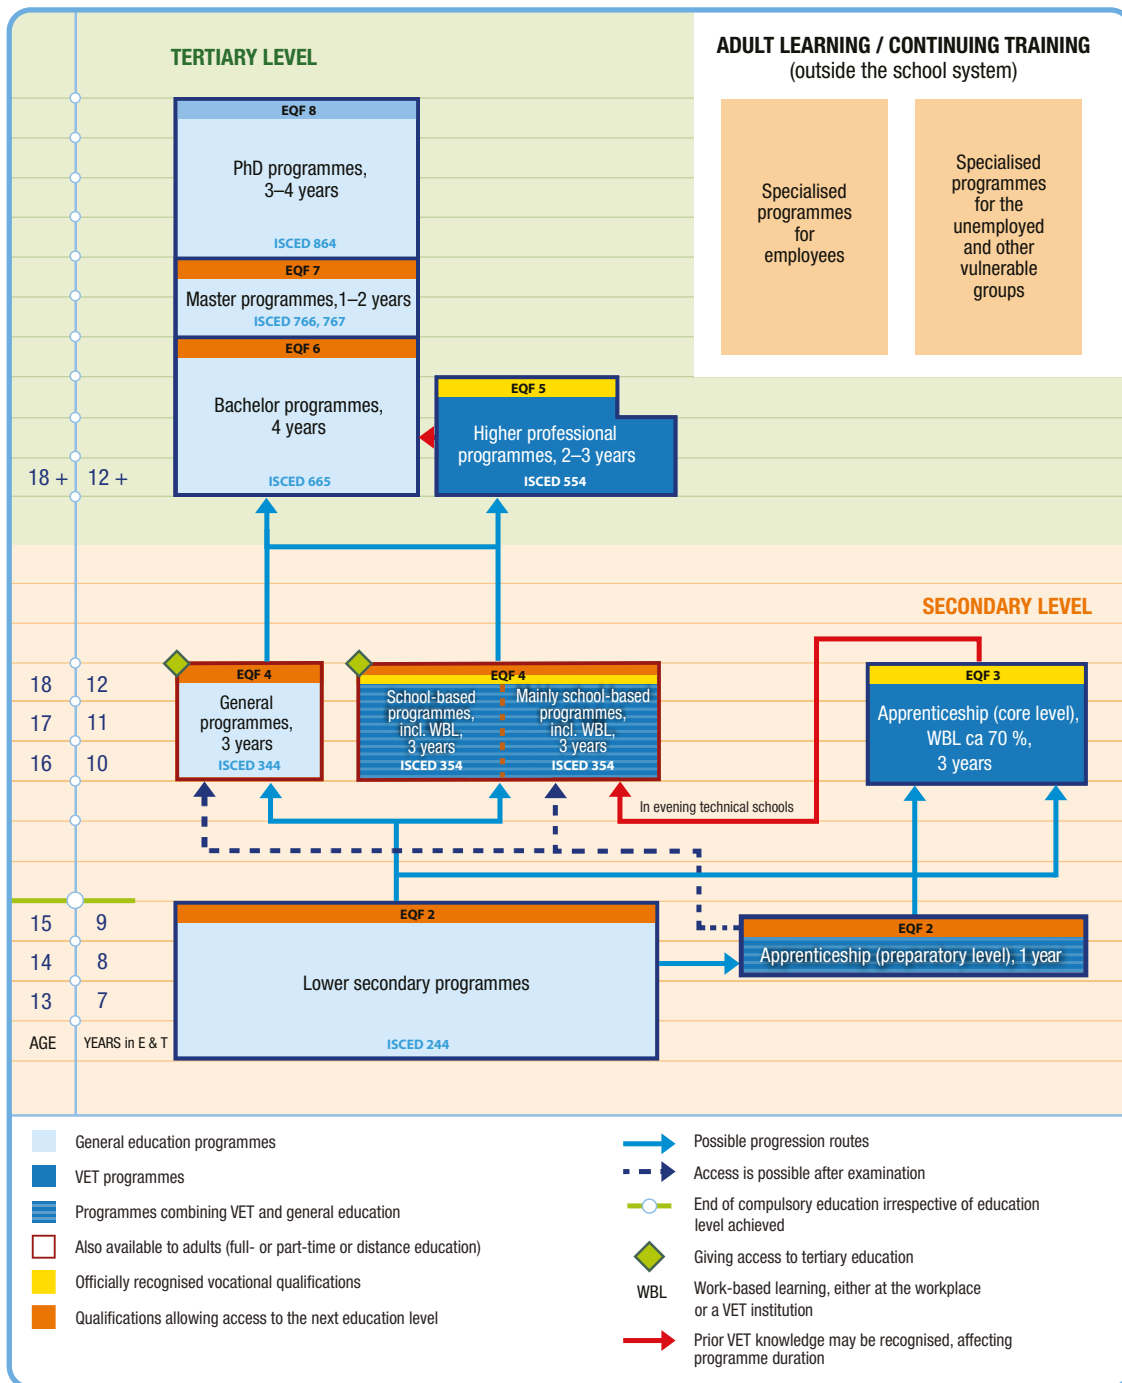 TERTIARY LEVEL
ADULT LEARNING / CONTINUING TRAINING
(outside the school system)
Specialised
programmes
for
employees
Specialised
programmes
for the
unemployed
and other
vulnerable
groups
EQF 8
PhD programmes,
3–4 years
ISCED 864
EQF 7
Master programmes,1–2 years
ISCED 766, 767
EQF 6
Bachelor programmes,
4 years
ISCED 665
EQF 5
Higher professional
programmes, 2–3 years
ISCED 554
18 + 12 +
SECONDARY LEVEL
EQF 4
General
programmes,
3 years
ISCED 344
EQF 4
School-based
programmes,
incl. WBL,
3 years
ISCED 354
Mainly school-based
programmes,
incl. WBL,
3 years
ISCED 354
EQF 3
Apprenticeship (core level),
WBL ca 70 %,
3 years
18 12
17 11
16 10
In evening technical schools
EQF 2
Lower secondary programmes
ISCED 244
EQF 2
Apprenticeship (preparatory level), 1 year
15 9
14 8
13 7
AGE YEARS in E & T
General education programmes
VET programmes
Programmes combining VET and general education
Also available to adults (full- or part-time or distance education)
Officially recognised vocational qualifications
Qualifications allowing access to the next education level
Possible progression routes
Access is possible after examination
End of compulsory education irrespective of education
level achieved
Giving access to tertiary education
WBL Work-based learning, either at the workplace
or a VET institution
Prior VET knowledge may be recognised, affecting
programme duration